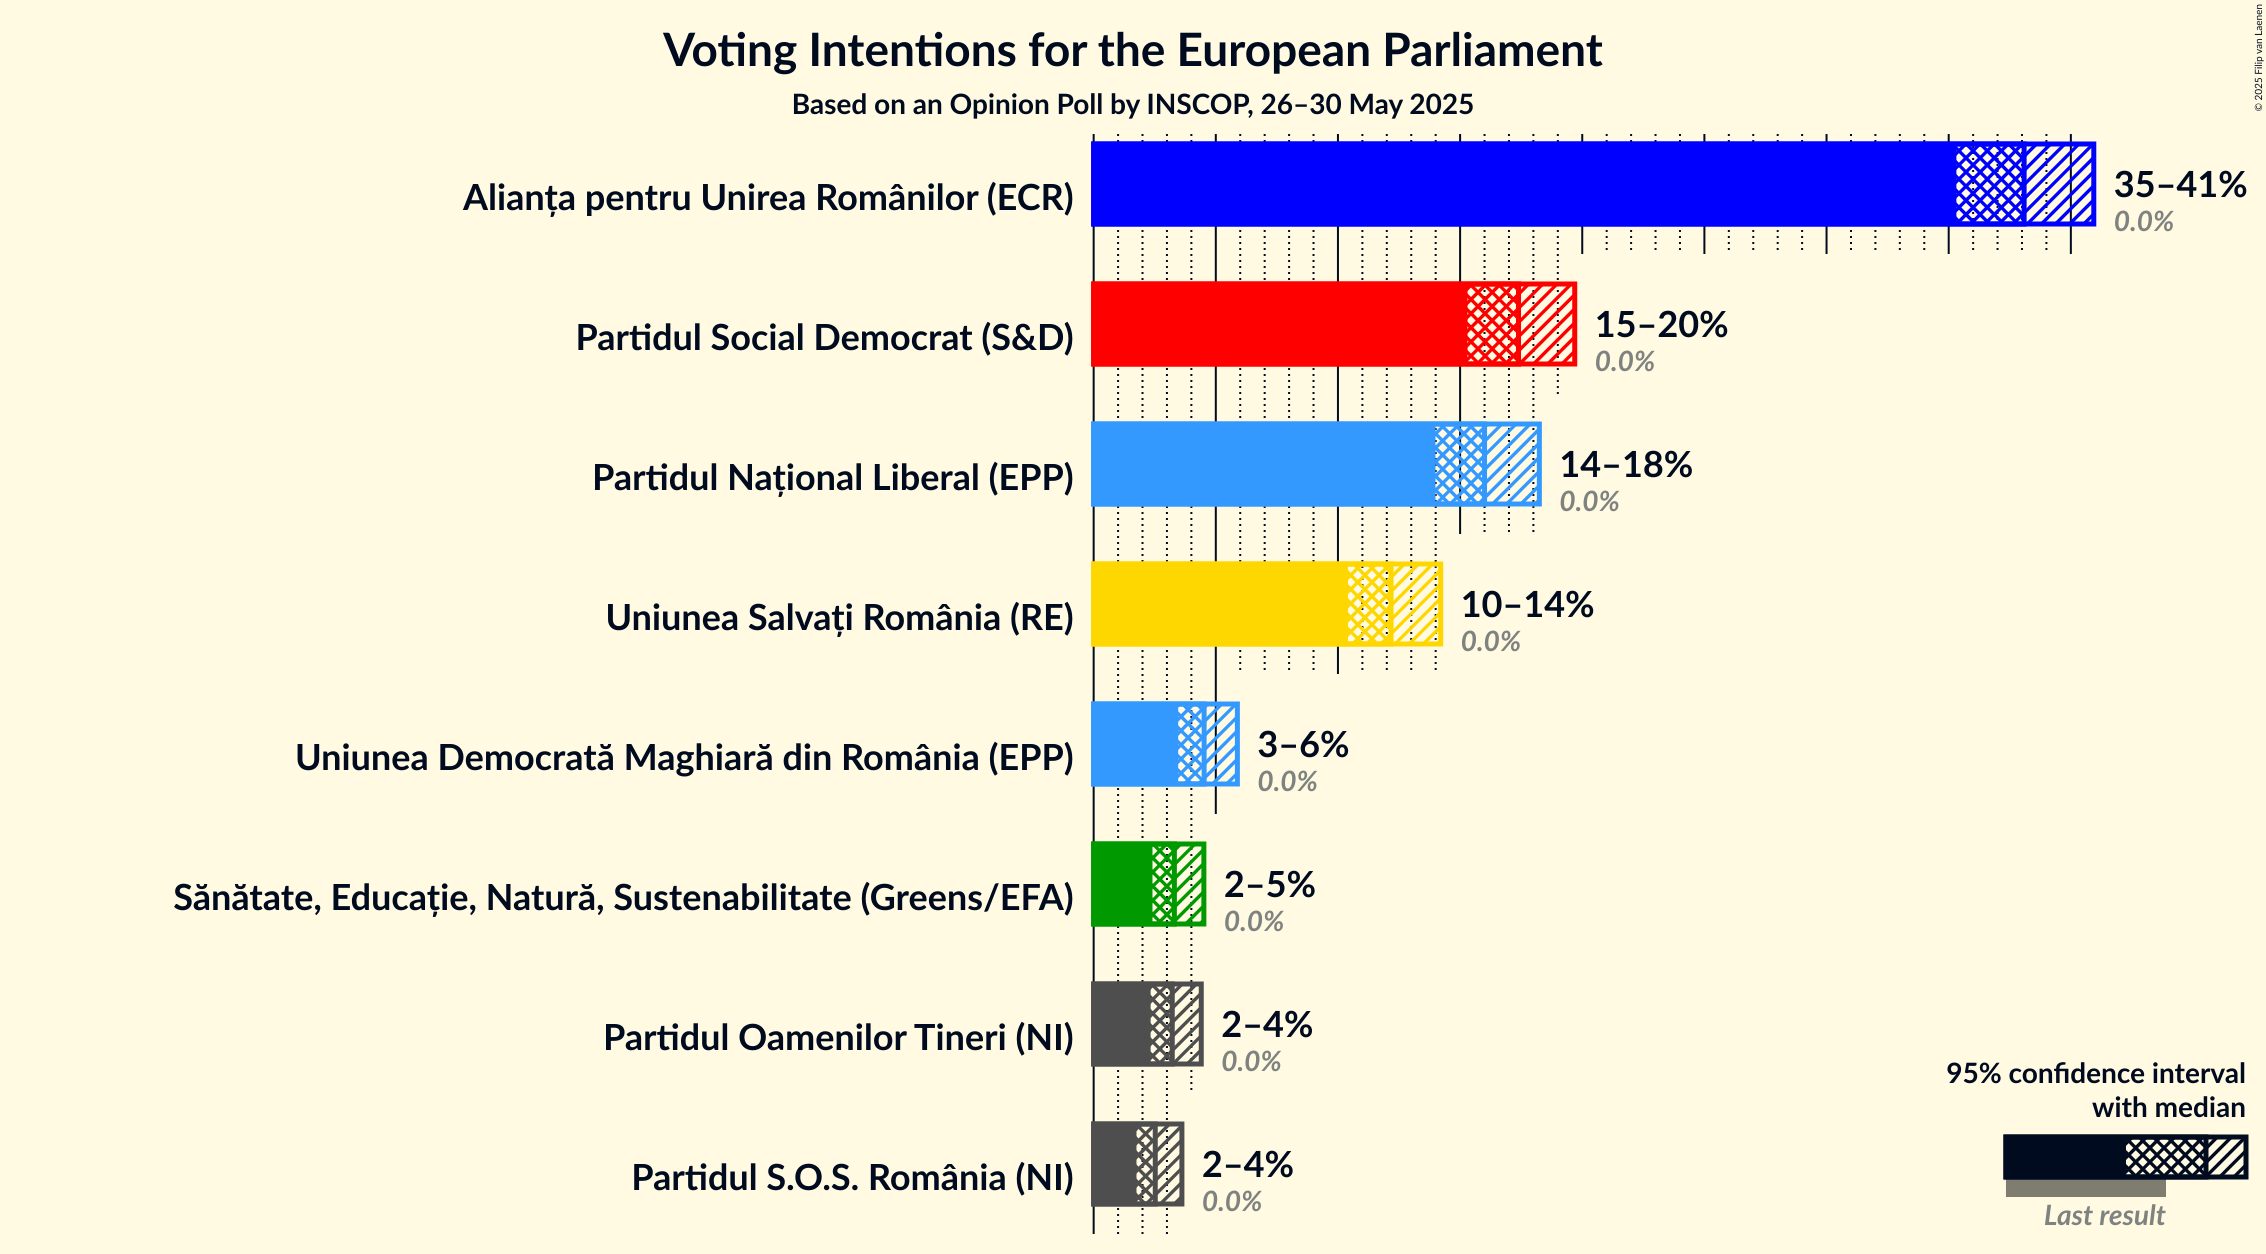 Voting Intentions for the European Parliament
Based on an Opinion Poll by INSCOP, 26–30 May 2025
© 2025 Filip van Laenen
Alianța pentru Unirea Românilor (ECR)
35–41%
0.0%
Partidul Social Democrat (S&D)
15–20%
0.0%
Partidul Național Liberal (EPP)
14–18%
0.0%
Uniunea Salvați România (RE)
10–14%
0.0%
Uniunea Democrată Maghiară din România (EPP)
3–6%
0.0%
Sănătate, Educație, Natură, Sustenabilitate (Greens/EFA)
2–5%
0.0%
Partidul Oamenilor Tineri (NI)
2–4%
0.0%
Partidul S.O.S. România (NI)
2–4%
0.0%
95% confidence interval
with median
Last result